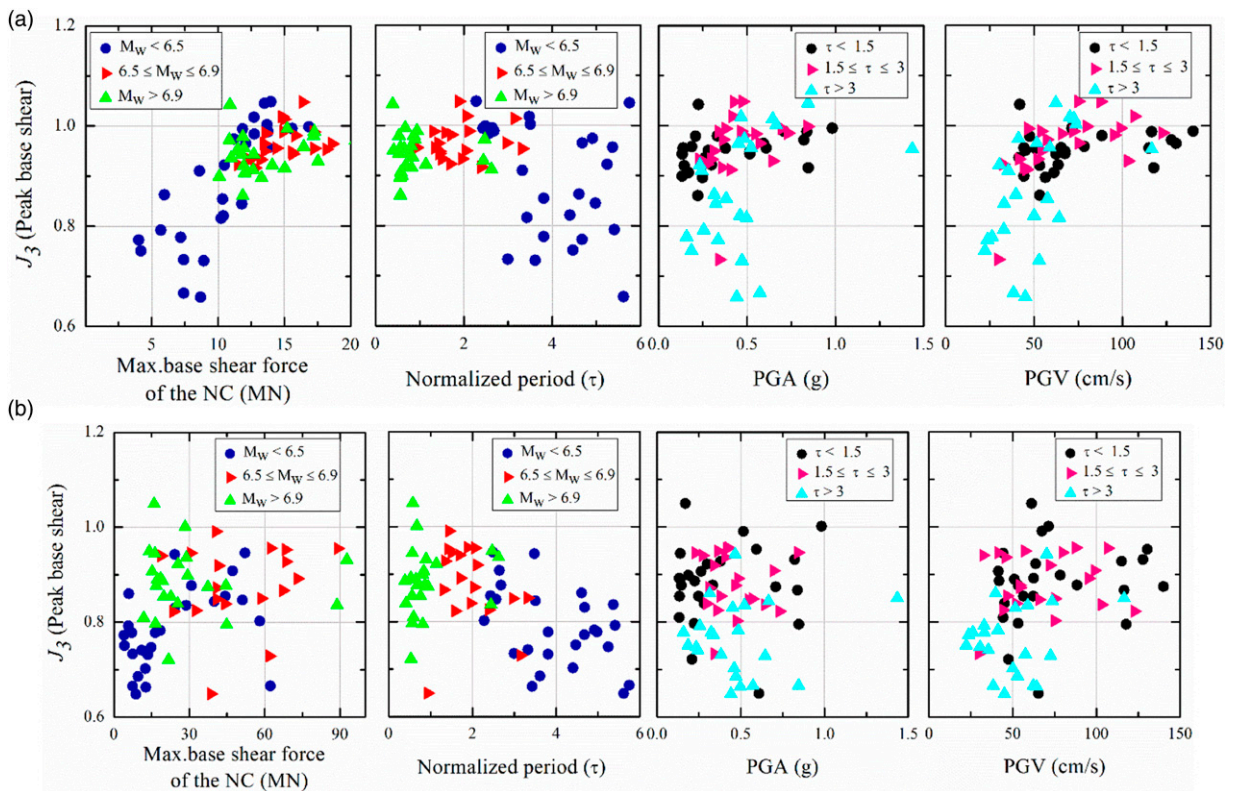 (a)
J3 (Peak base shear)
1.2
1.0
0.8
0.6
MW < 6.5
6.5 ≤ MW ≤ 6.9
MW > 6.9
5
10
15
20
Max.base shear force
of the NC (MN)
MW < 6.5
6.5 ≤ MW ≤ 6.9
MW > 6.9
0
2
4
6
Normalized period (τ)
τ < 1.5
1.5 ≤ τ ≤ 3
τ > 3
0.0
0.5
1.0
1.5
PGA (g)
τ < 1.5
1.5 ≤ τ ≤ 3
τ > 3
50
100
150
PGV (cm/s)
(b)
J3 (Peak base shear)
1.2
1.0
0.8
0.6
MW < 6.5
6.5 ≤ MW ≤ 6.9
MW > 6.9
0
30
60
90
Max.base shear force
of the NC (MN)
MW < 6.5
6.5 ≤ MW ≤ 6.9
MW > 6.9
0
2
4
6
Normalized period (τ)
τ < 1.5
1.5 ≤ τ ≤ 3
τ > 3
0.0
0.5
1.0
1.5
PGA (g)
τ < 1.5
1.5 ≤ τ ≤ 3
τ > 3
0
50
100
150
PGV (cm/s)